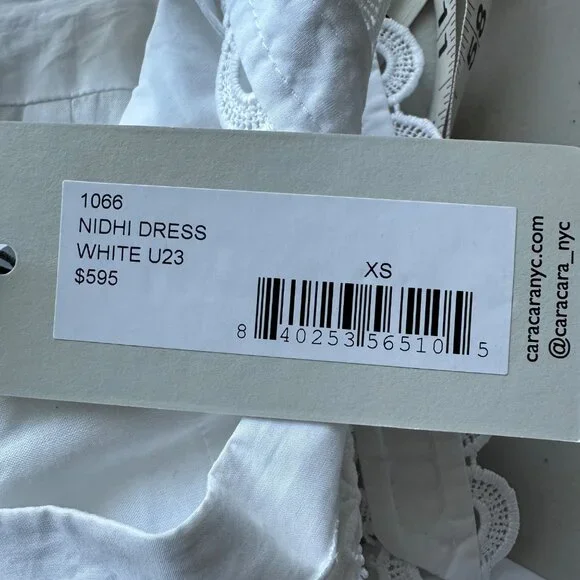 1066
NIDHI DRESS
WHITE U23
$595
XS
8 40253 56510 5
caracaranyc.com
@caracara_nyc